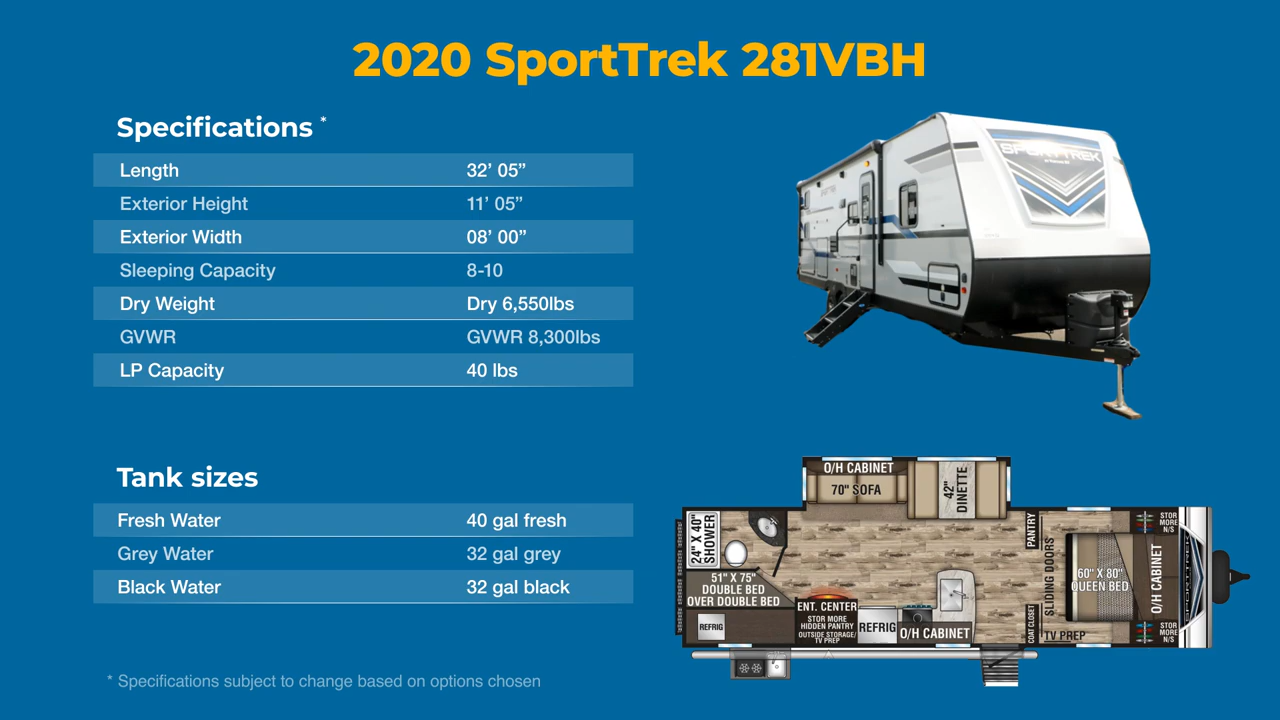 2020 SportTrek 281VBH
Specifications *
Length 32’ 05”
Exterior Height 11’ 05”
Exterior Width 08’ 00”
Sleeping Capacity 8-10
Dry Weight Dry 6,550lbs
GVWR GVWR 8,300lbs
LP Capacity 40 lbs
SPORTTREK
Tank sizes
Fresh Water 40 gal fresh
Grey Water 32 gal grey
Black Water 32 gal black
* Specifications subject to change based on options chosen
O/H CABINET
70" SOFA
42"
DINETTE
24" X 40"
SHOWER
PANTRY
STOR
MORE
N/S
51" X 75"
DOUBLE BED
OVER DOUBLE BED
SLIDING DOORS
60" X 80"
QUEEN BED
O/H CABINET
SPORTTREK
REFRIG
ENT. CENTER
STOR MORE
HIDDEN PANTRY
OUTSIDE STORAGE/
TV PREP
REFRIG
O/H CABINET
COAT CLOSET
TV PREP
STOR
MORE
N/S